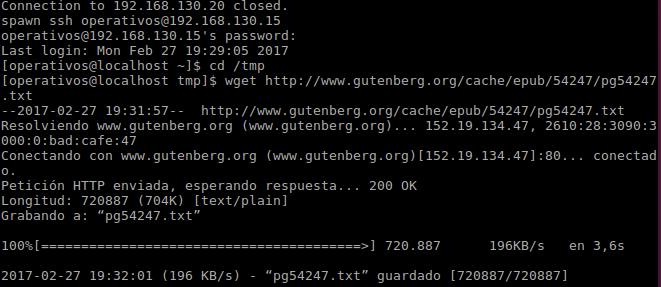 Connection to 192.168.130.20 closed.
spawn ssh operativos@192.168.130.15
operativos@192.168.130.15's password:
Last login: Mon Feb 27 19:29:05 2017
[operativos@localhost ~]$ cd /tmp
[operativos@localhost tmp]$ wget http://www.gutenberg.org/cache/epub/54247/pg54247
.txt
--2017-02-27 19:31:57--  http://www.gutenberg.org/cache/epub/54247/pg54247.txt
Resolviendo www.gutenberg.org (www.gutenberg.org)... 152.19.134.47, 2610:28:3090:3
000:0:bad:cafe:47
Conectando con www.gutenberg.org (www.gutenberg.org)[152.19.134.47]:80... conectad
o.
Petición HTTP enviada, esperando respuesta... 200 OK
Longitud: 720887 (704K) [text/plain]
Grabando a: “pg54247.txt”
100%[========================================>] 720.887      196KB/s   en 3,6s
2017-02-27 19:32:01 (196 KB/s) - “pg54247.txt” guardado [720887/720887]